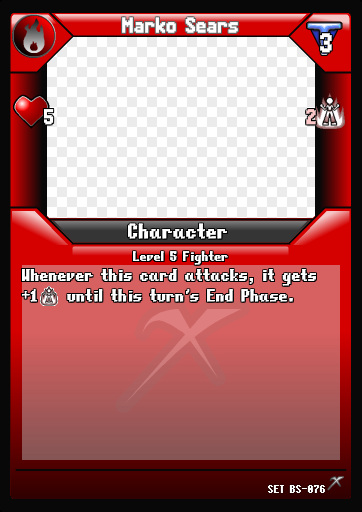 Marko Sears
3
5
2
Character
Level 5 Fighter
Whenever this card attacks, it gets
+1 until this turn's End Phase.
SET BS-076